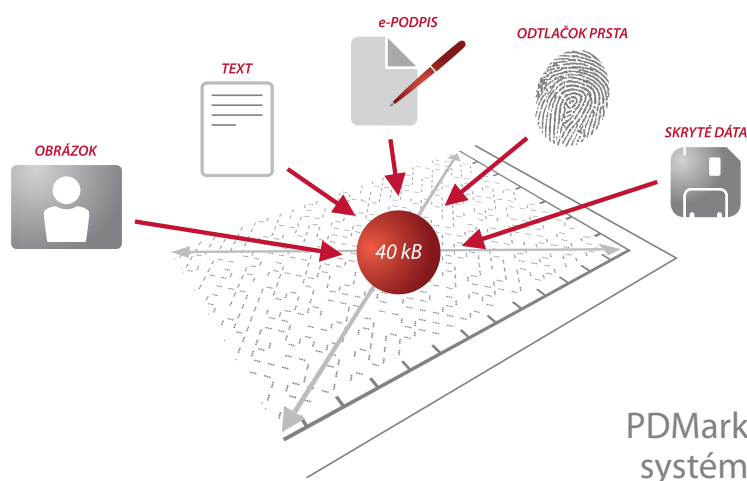 e-PODPIS
ODTLAČOK PRSTA
TEXT
SKRYTÉ DÁTA
OBRÁZOK
40 kB
PDMark
systém